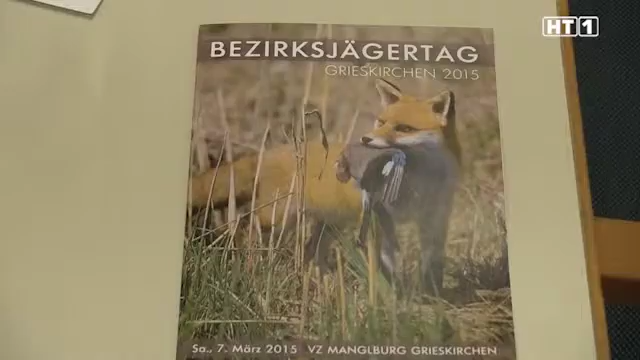 HT1
BEZIRKSJÄGERTAG
GRIESKIRCHEN 2015
Sa., 7. März 2015 VZ MANGLBURG GRIESKIRCHEN